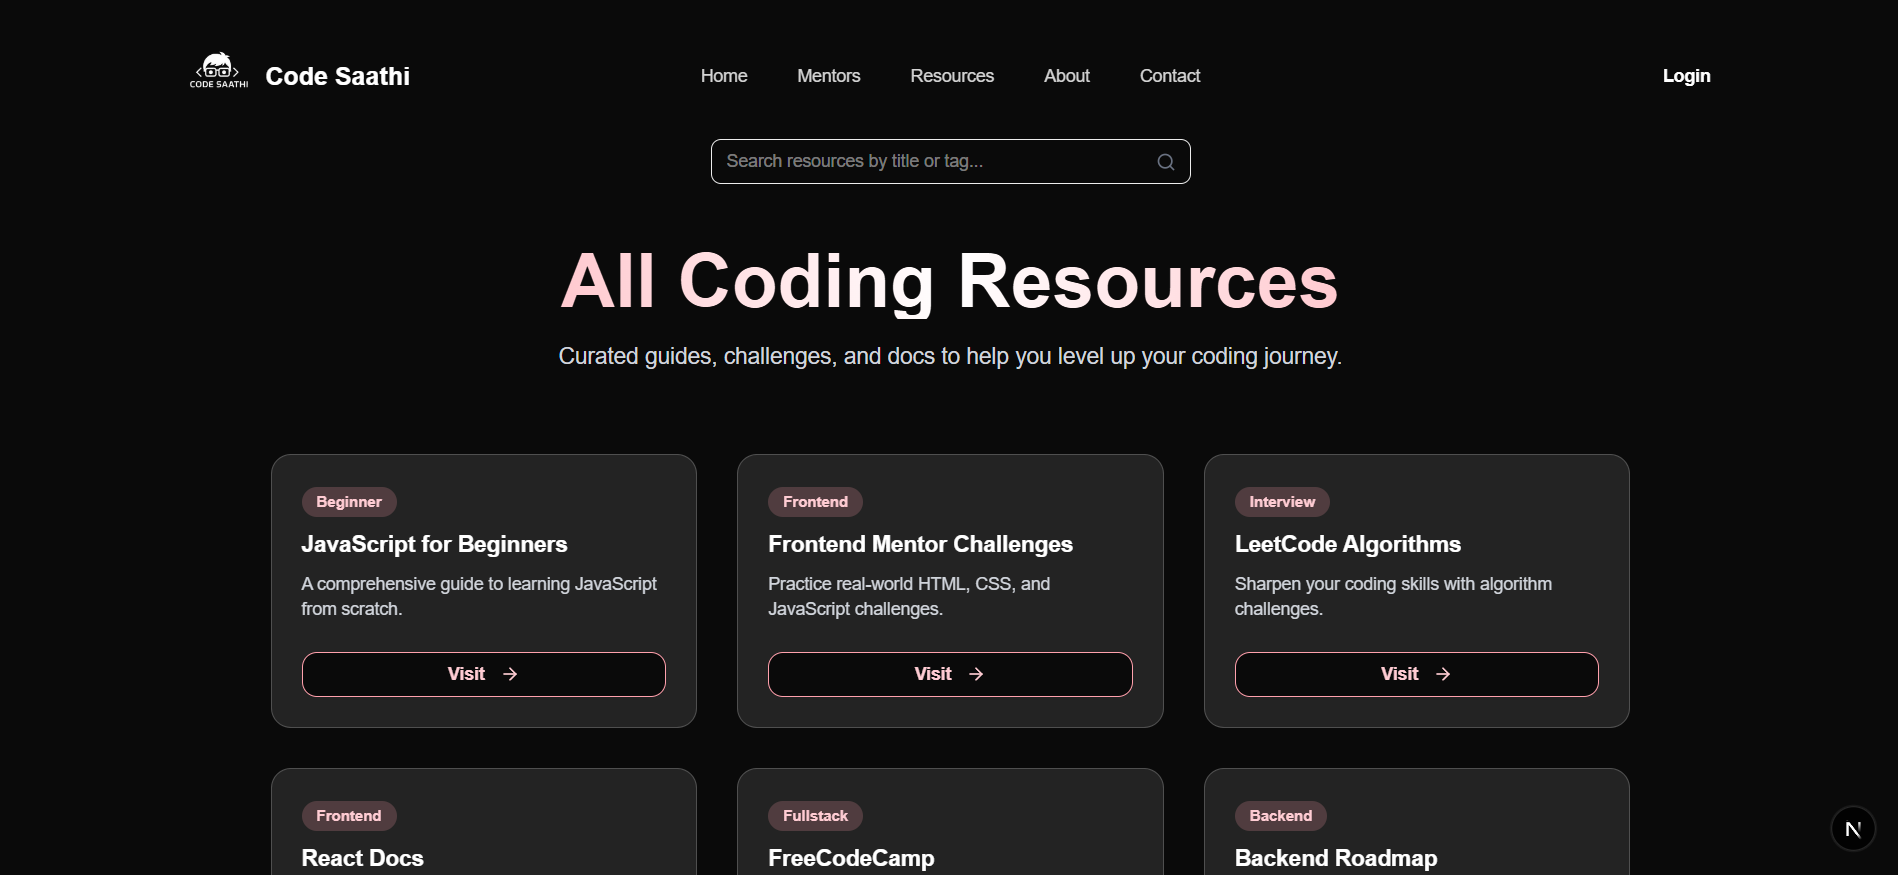 CODE SAATHI
Code Saathi
Home
Mentors
Resources
About
Contact
Login
Search resources by title or tag...
All Coding Resources
Curated guides, challenges, and docs to help you level up your coding journey.
Beginner
JavaScript for Beginners
A comprehensive guide to learning JavaScript
from scratch.
Visit →
Frontend
Frontend Mentor Challenges
Practice real-world HTML, CSS, and
JavaScript challenges.
Visit →
Interview
LeetCode Algorithms
Sharpen your coding skills with algorithm
challenges.
Visit →
Frontend
React Docs
Fullstack
FreeCodeCamp
Backend
Backend Roadmap
N